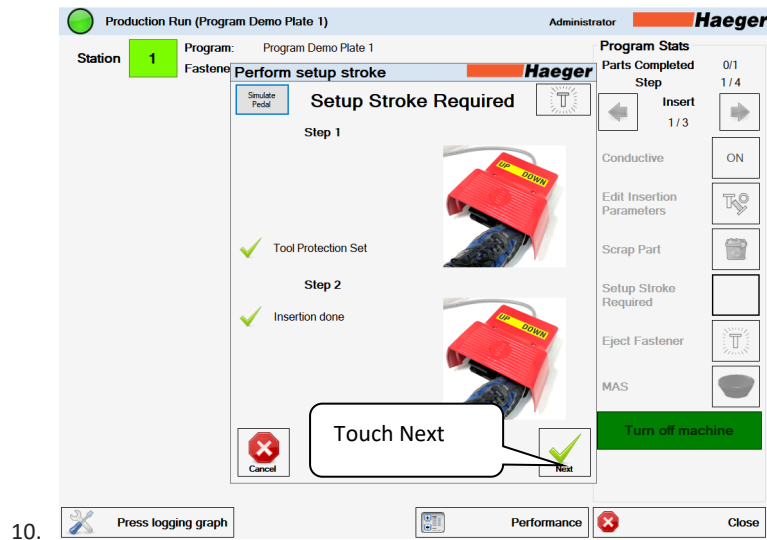 Production Run (Program Demo Plate 1)
Administrator
Haeger
Station
1
Program: Program Demo Plate 1
Fastene
Perform setup stroke
Haeger
Simulate
Pedal
Setup Stroke Required
Step 1
UP DOWN
Tool Protection Set
Step 2
Insertion done
UP DOWN
Touch Next
Cancel
Next
Program Stats
Parts Completed 0/1
Step 1 / 4
Insert
1 / 3
Conductive ON
Edit Insertion
Parameters
Scrap Part
Setup Stroke
Required
Eject Fastener
MAS
Turn off machine
10.
Press logging graph
Performance
Close